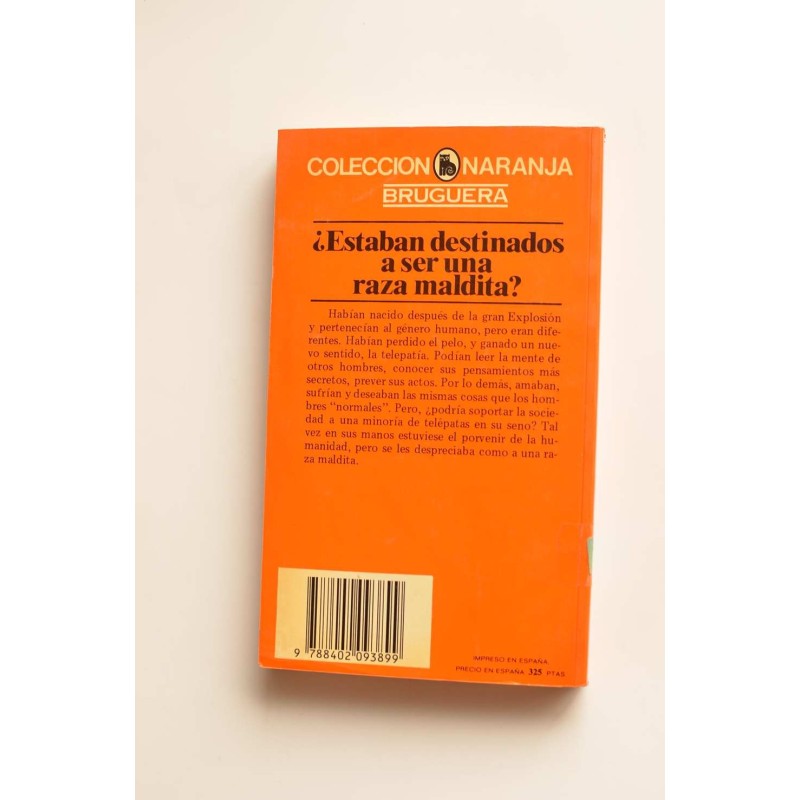 COLECCION NARANJA
BRUGUERA
¿Estaban destinados
a ser una
raza maldita?
Habían nacido después de la gran Explosión
y pertenecían al género humano, pero eran dife-
rentes. Habían perdido el pelo, y ganado un nue-
vo sentido, la telepatía. Podían leer la mente de
otros hombres, conocer sus pensamientos más
secretos, prever sus actos. Por lo demás, amaban,
sufrían y deseaban las mismas cosas que los hom-
bres "normales". Pero, ¿podría soportar la socie-
dad a una minoría de telépatas en su seno? Tal
vez en sus manos estuviese el porvenir de la hu-
manidad, pero se les despreciaba como a una ra-
za maldita.
9 788402 093899
IMPRESO EN ESPAÑA
PRECIO EN ESPAÑA 325 PTAS